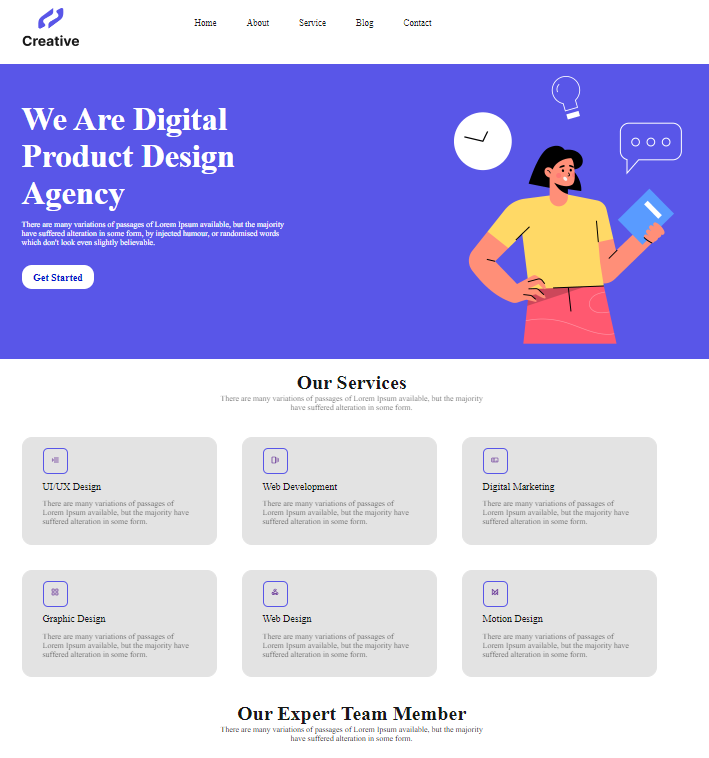 Creative
Home About Service Blog Contact
We Are Digital
Product Design
Agency
There are many variations of passages of Lorem Ipsum available, but the majority
have suffered alteration in some form, by injected humour, or randomised words
which don't look even slightly believable.
Get Started
Our Services
There are many variations of passages of Lorem Ipsum available, but the majority
have suffered alteration in some form.
UI/UX Design
There are many variations of passages of
Lorem Ipsum available, but the majority have
suffered alteration in some form.
Web Development
There are many variations of passages of
Lorem Ipsum available, but the majority have
suffered alteration in some form.
Digital Marketing
There are many variations of passages of
Lorem Ipsum available, but the majority have
suffered alteration in some form.
Graphic Design
There are many variations of passages of
Lorem Ipsum available, but the majority have
suffered alteration in some form.
Web Design
There are many variations of passages of
Lorem Ipsum available, but the majority have
suffered alteration in some form.
Motion Design
There are many variations of passages of
Lorem Ipsum available, but the majority have
suffered alteration in some form.
Our Expert Team Member
There are many variations of passages of Lorem Ipsum available, but the majority
have suffered alteration in some form.